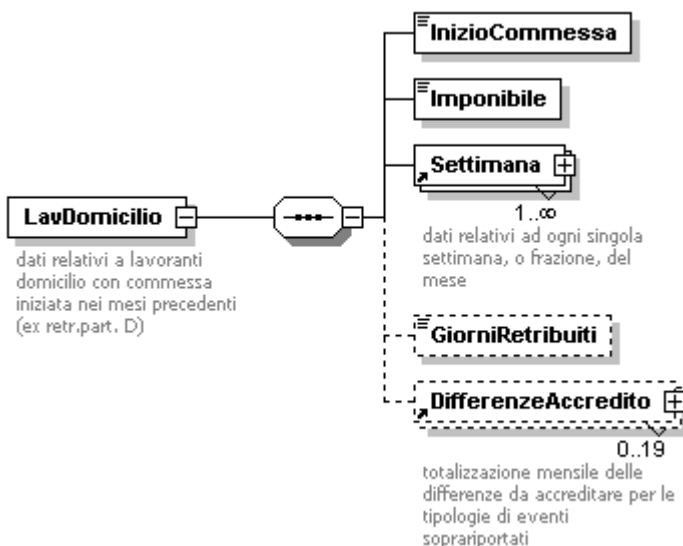 InizioCommessa
Imponibile
Settimana
1..∞
dati relativi ad ogni singola
settimana, o frazione, del
mese
LavDomicilio
dati relativi a lavoranti
domicilio con commessa
iniziata nei mesi precedenti
(ex retr.part. D)
GiorniRetribuiti
DifferenzeAccredito
0..19
totalizzazione mensile delle
differenze da accreditare per le
tipologie di eventi
soprariportati